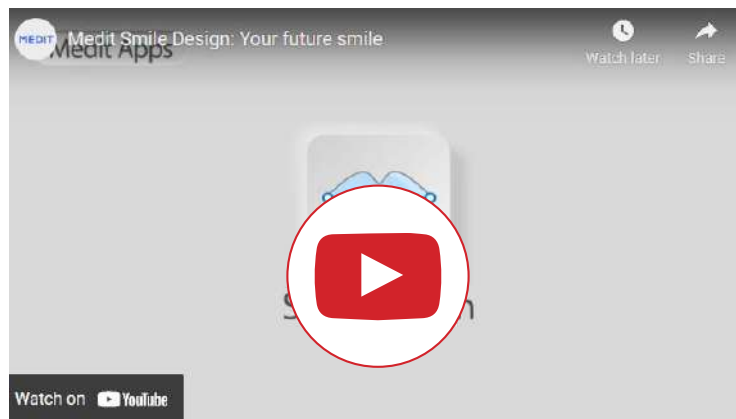 MEDIT
Medit Smile Design: Your future smile
Medit Apps
Watch later
Share
Watch on YouTube